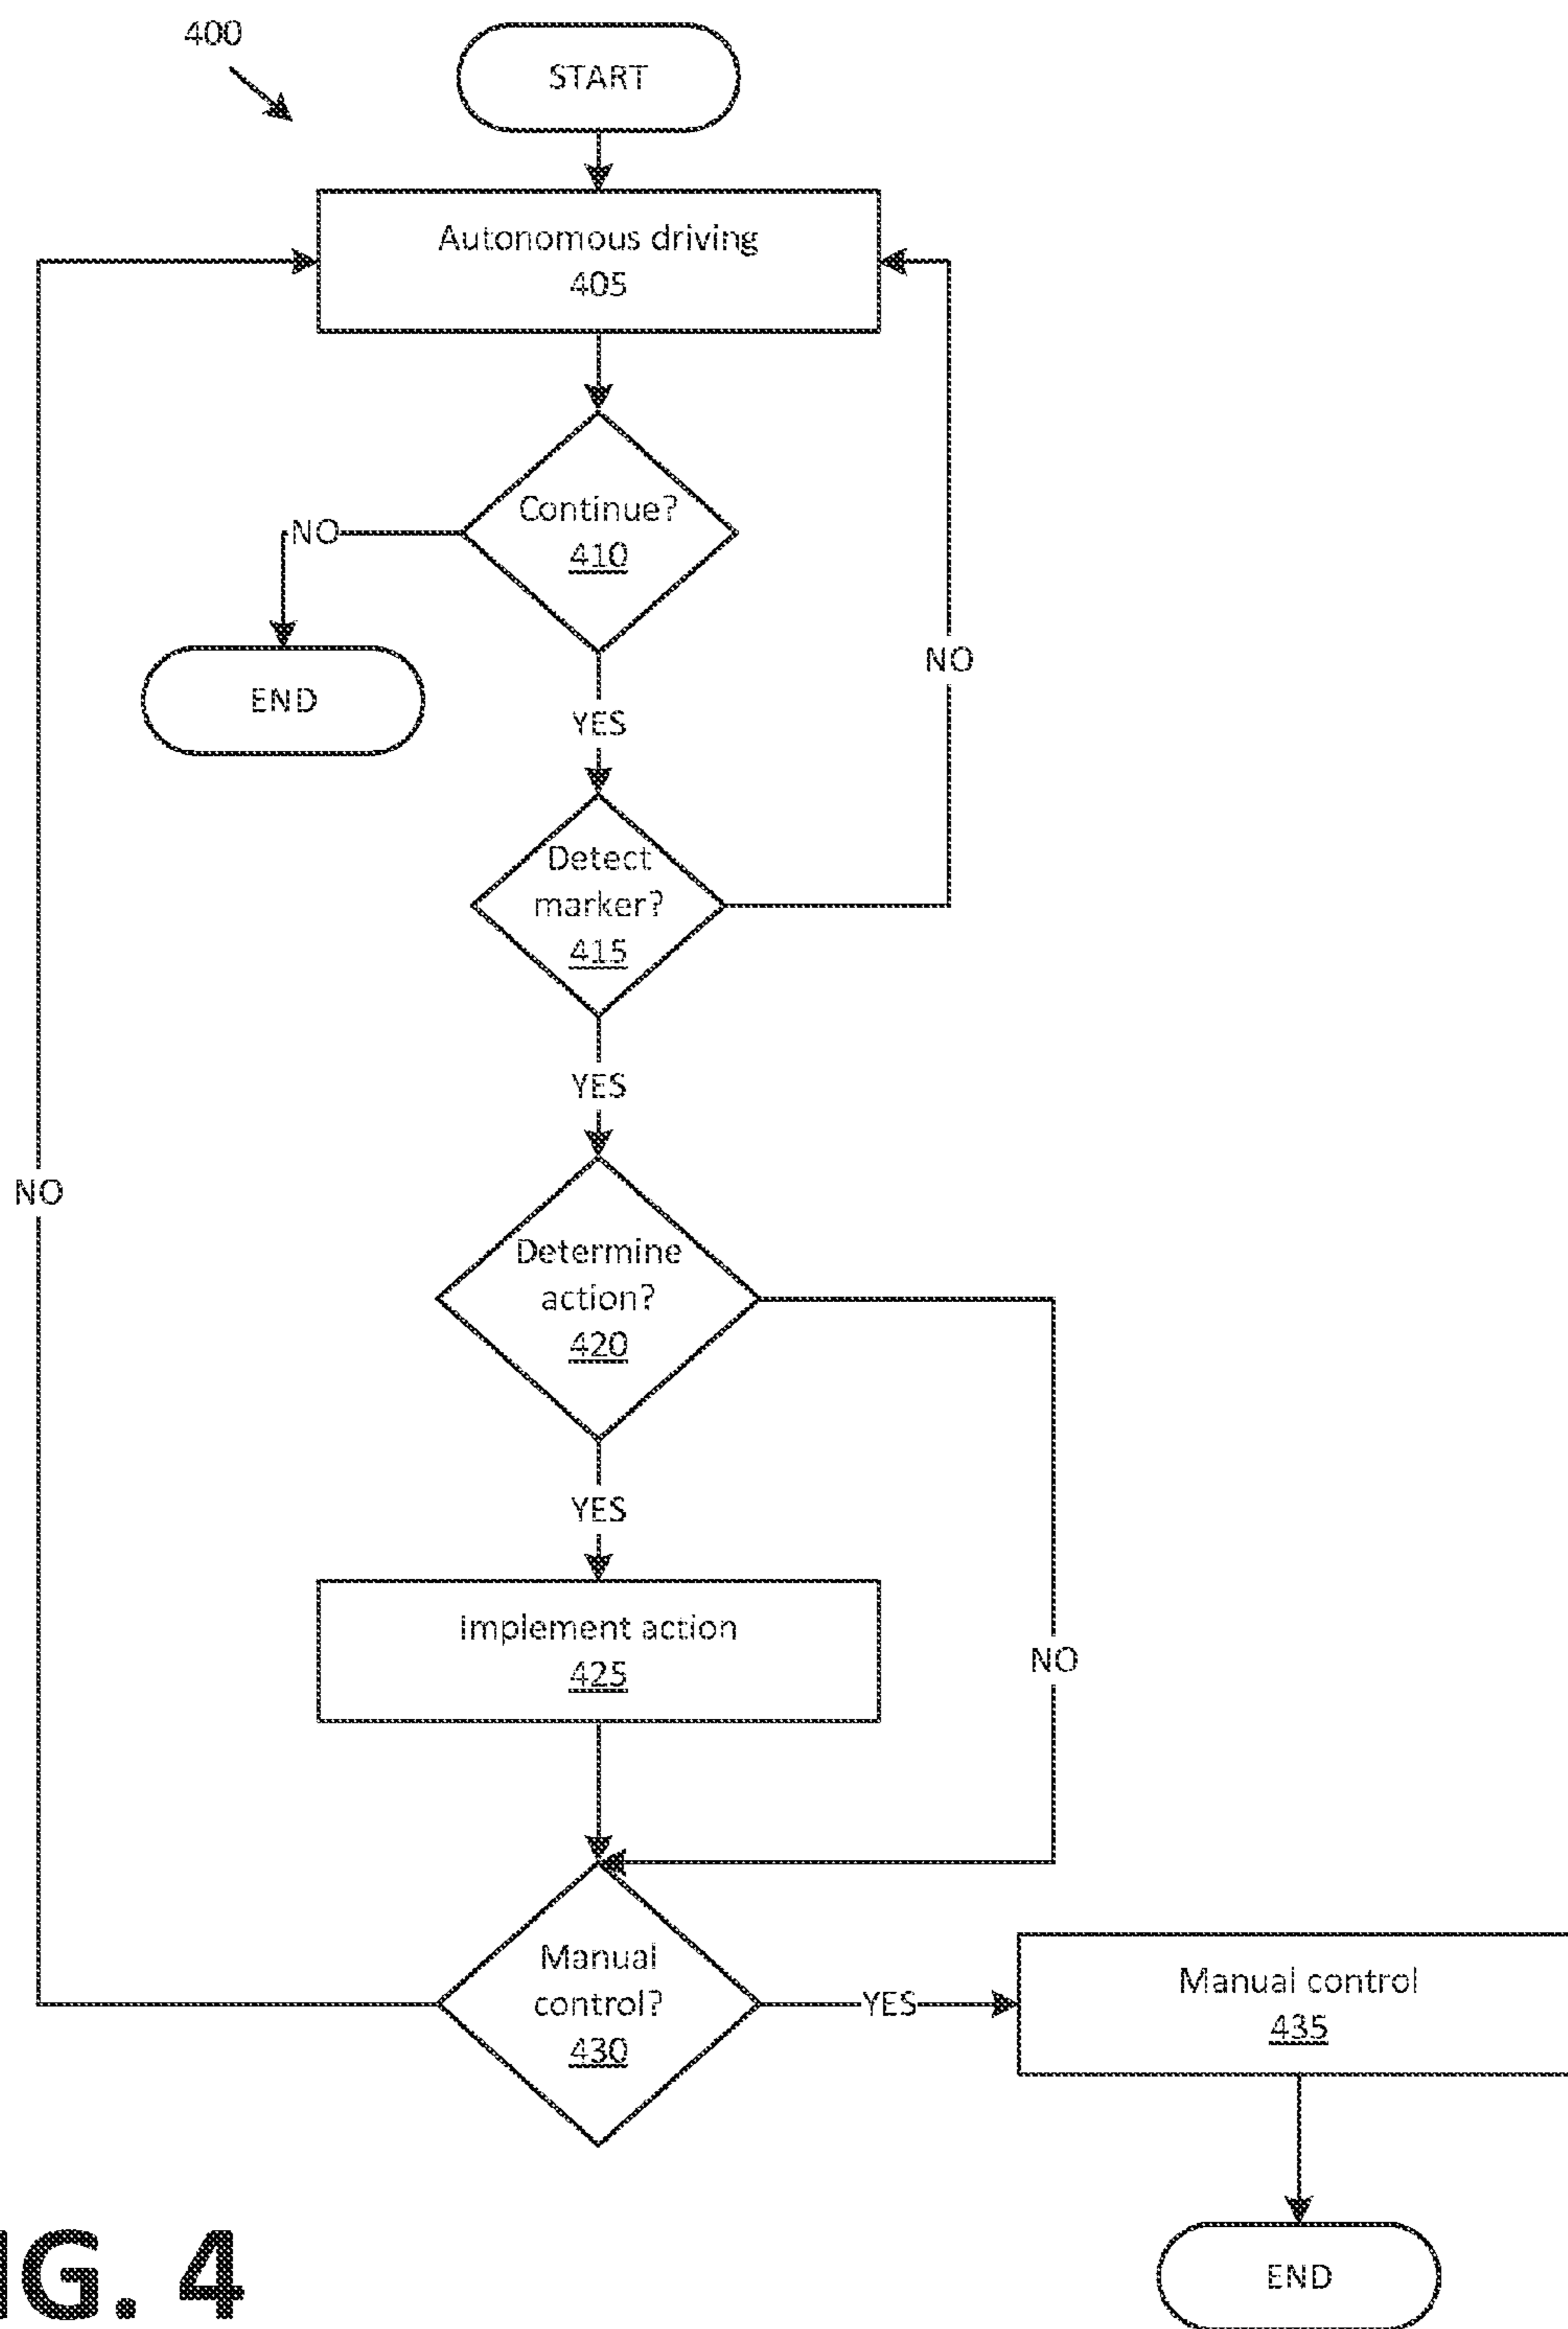 400
START
Autonomous driving
405
Continue?
410
NO
END
NO
YES
Detect
marker?
415
YES
NO
Determine
action?
420
YES
Implement action
425
NO
Manual
control?
430
YES
Manual control
435
END
IG. 4